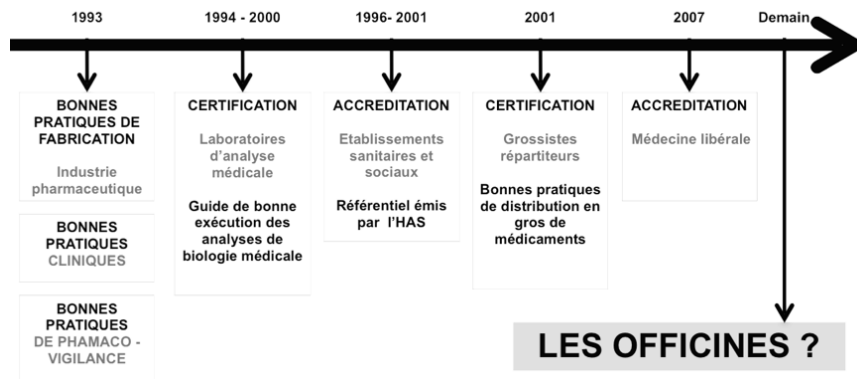 1993
1994 - 2000
1996- 2001
2001
2007
Demain
BONNES
PRATIQUES DE
FABRICATION
Industrie
pharmaceutique
BONNES
PRATIQUES
CLINIQUES
BONNES
PRATIQUES
DE PHAMACO -
VIGILANCE
CERTIFICATION
Laboratoires
d'analyse
médicale
Guide de bonne
exécution des
analyses de
biologie médicale
ACCREDITATION
Etablissements
sanitaires et
sociaux
Référentiel émis
par l'HAS
CERTIFICATION
Grossistes
répartiteurs
Bonnes pratiques
de distribution en
gros de
médicaments
ACCREDITATION
Médecine libérale
LES OFFICINES ?